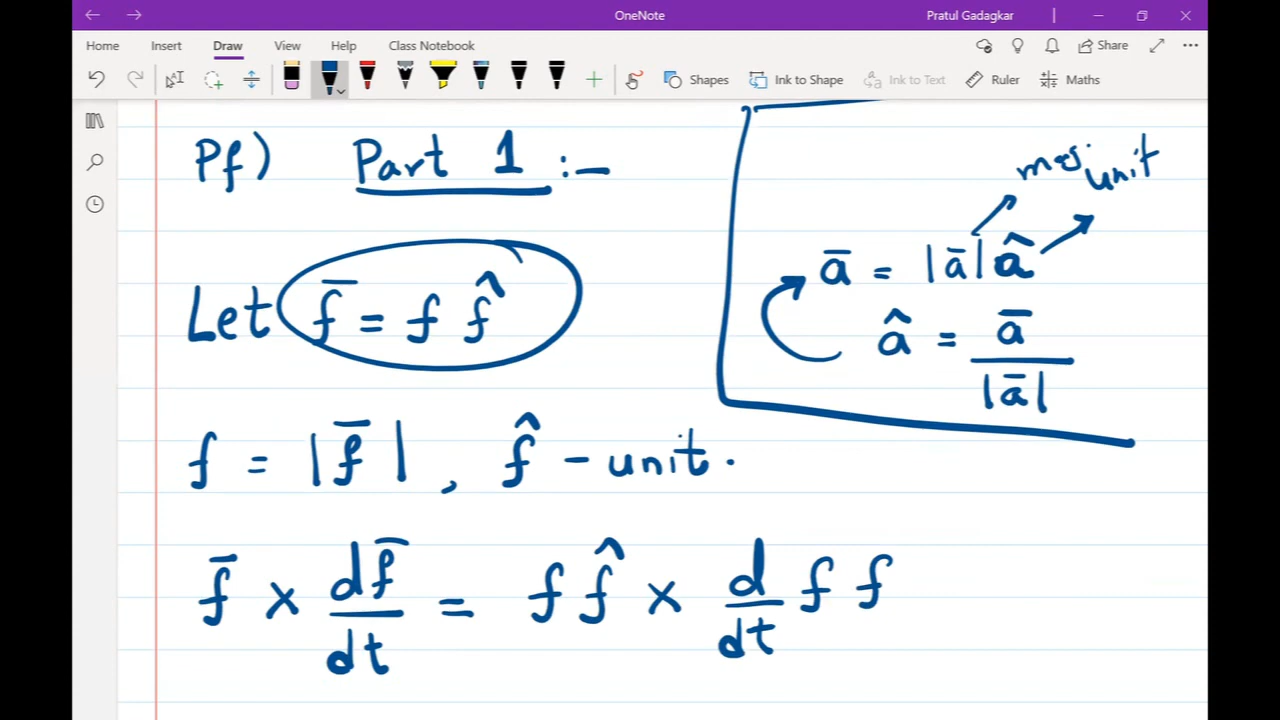 OneNote
Pratul Gadagkar
Home Insert Draw View Help Class Notebook
Share
Shapes Ink to Shape Ink to Text Ruler Maths
Pf) Part 1 :-
unit
a̅ = |a̅| â
â = a̅ / |a̅|
Let f̅ = f f̂
f = |f̅| , f̂ - unit.
f̅ × df̅/dt = f f̂ × d/dt f f